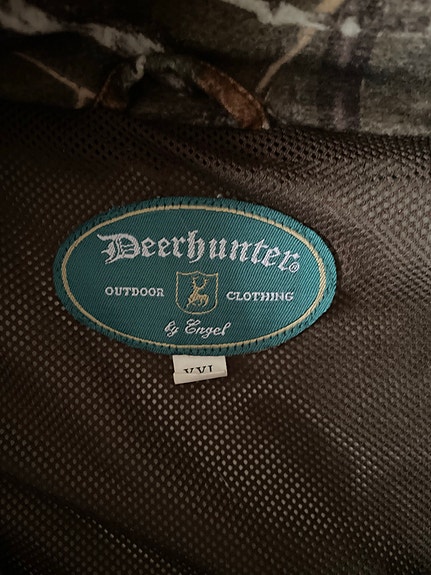 Deerhunter®
OUTDOOR CLOTHING
by Engel
XXL